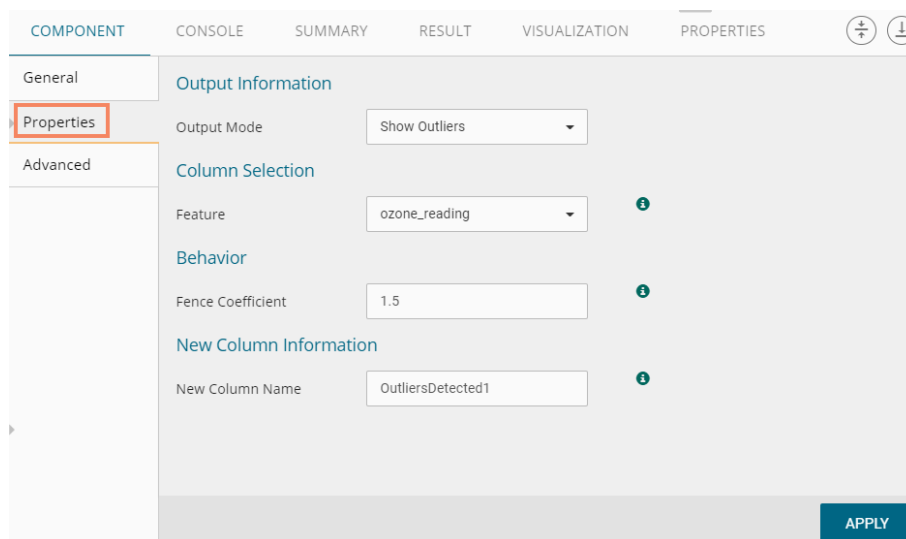 COMPONENT CONSOLE SUMMARY RESULT VISUALIZATION PROPERTIES
General
Properties
Advanced
Output Information
Output Mode Show Outliers
Column Selection
Feature ozone_reading
Behavior
Fence Coefficient 1.5
New Column Information
New Column Name OutliersDetected1
APPLY